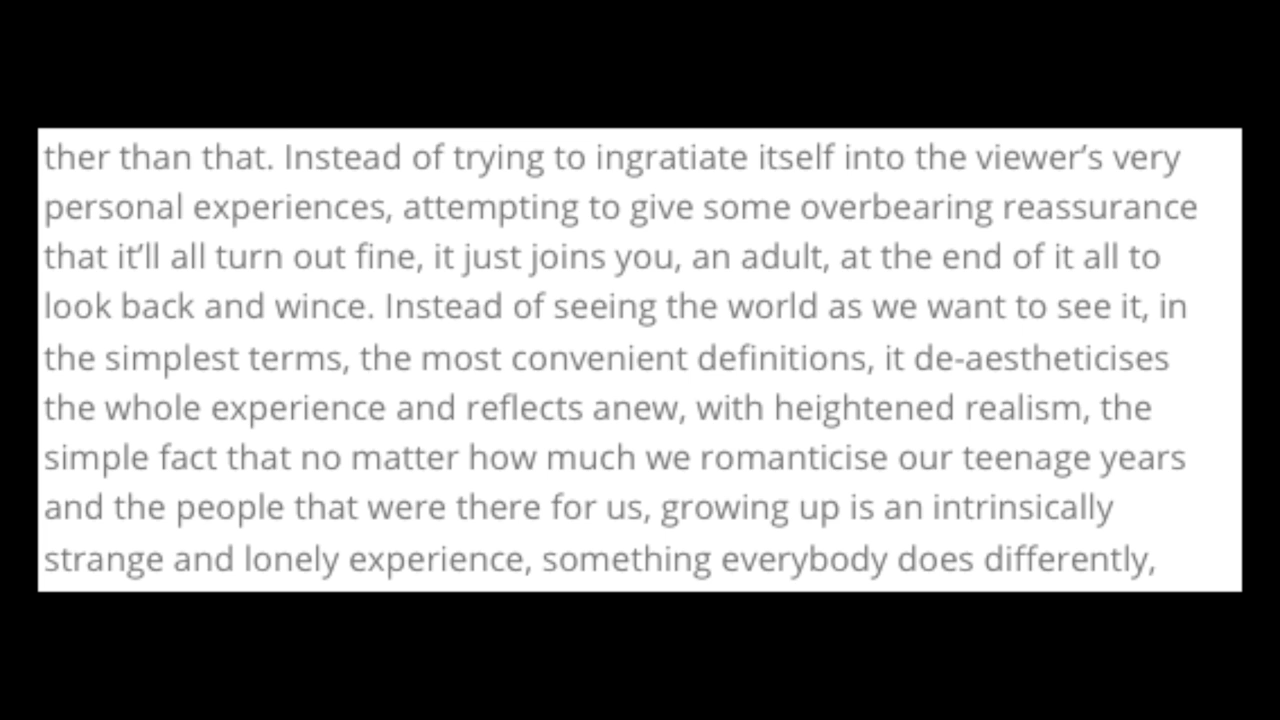 ther than that. Instead of trying to ingratiate itself into the viewer’s very
personal experiences, attempting to give some overbearing reassurance
that it’ll all turn out fine, it just joins you, an adult, at the end of it all to
look back and wince. Instead of seeing the world as we want to see it, in
the simplest terms, the most convenient definitions, it de-aestheticises
the whole experience and reflects anew, with heightened realism, the
simple fact that no matter how much we romanticise our teenage years
and the people that were there for us, growing up is an intrinsically
strange and lonely experience, something everybody does differently,